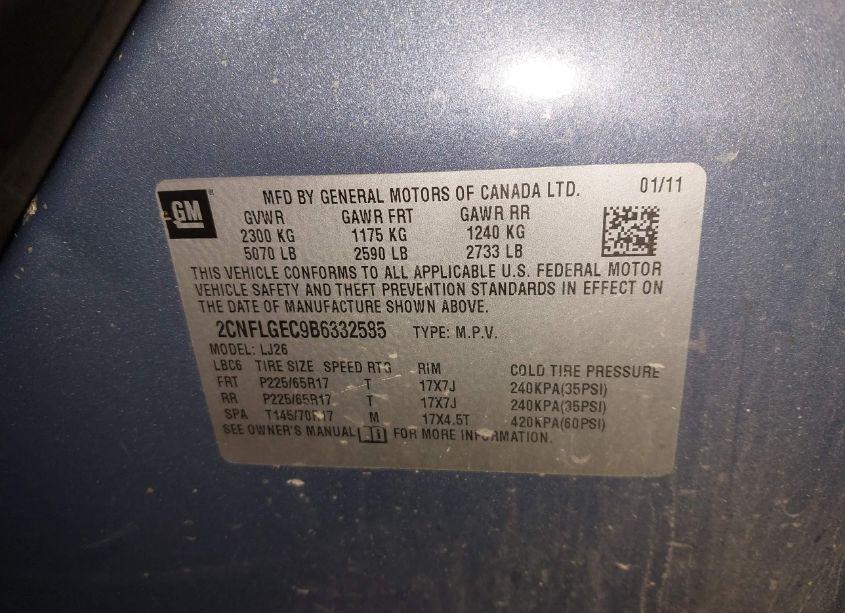 GM
MFD BY GENERAL MOTORS OF CANADA LTD. 01/11
GVWR GAWR FRT GAWR RR
2300 KG 1175 KG 1240 KG
5070 LB 2590 LB 2733 LB
THIS VEHICLE CONFORMS TO ALL APPLICABLE U.S. FEDERAL MOTOR
VEHICLE SAFETY AND THEFT PREVENTION STANDARDS IN EFFECT ON
THE DATE OF MANUFACTURE SHOWN ABOVE.
2CNFLGEC9B6332585 TYPE: M.P.V.
MODEL: LJ26
LBC6 TIRE SIZE SPEED RTG RIM COLD TIRE PRESSURE
FRT P225/65R17 T 17X7J 240KPA(35PSI)
RR P225/65R17 T 17X7J 240KPA(35PSI)
SPA T145/70R17 M 17X4.5T 420KPA(60PSI)
SEE OWNER'S MANUAL FOR MORE INFORMATION.